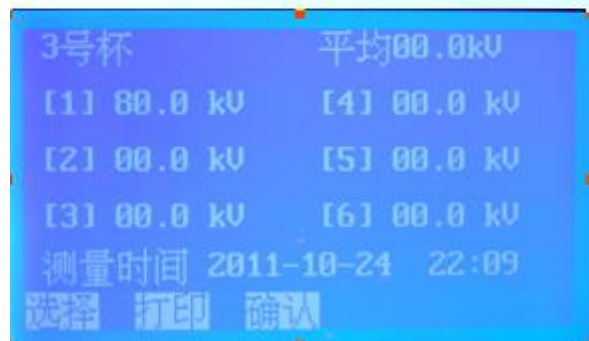 3号杯 平均00.0kV
[1] 80.0 kV [4] 00.0 kV
[2] 00.0 kV [5] 00.0 kV
[3] 00.0 kV [6] 00.0 kV
测量时间 2011-10-24 22:09
选择 打印 确认